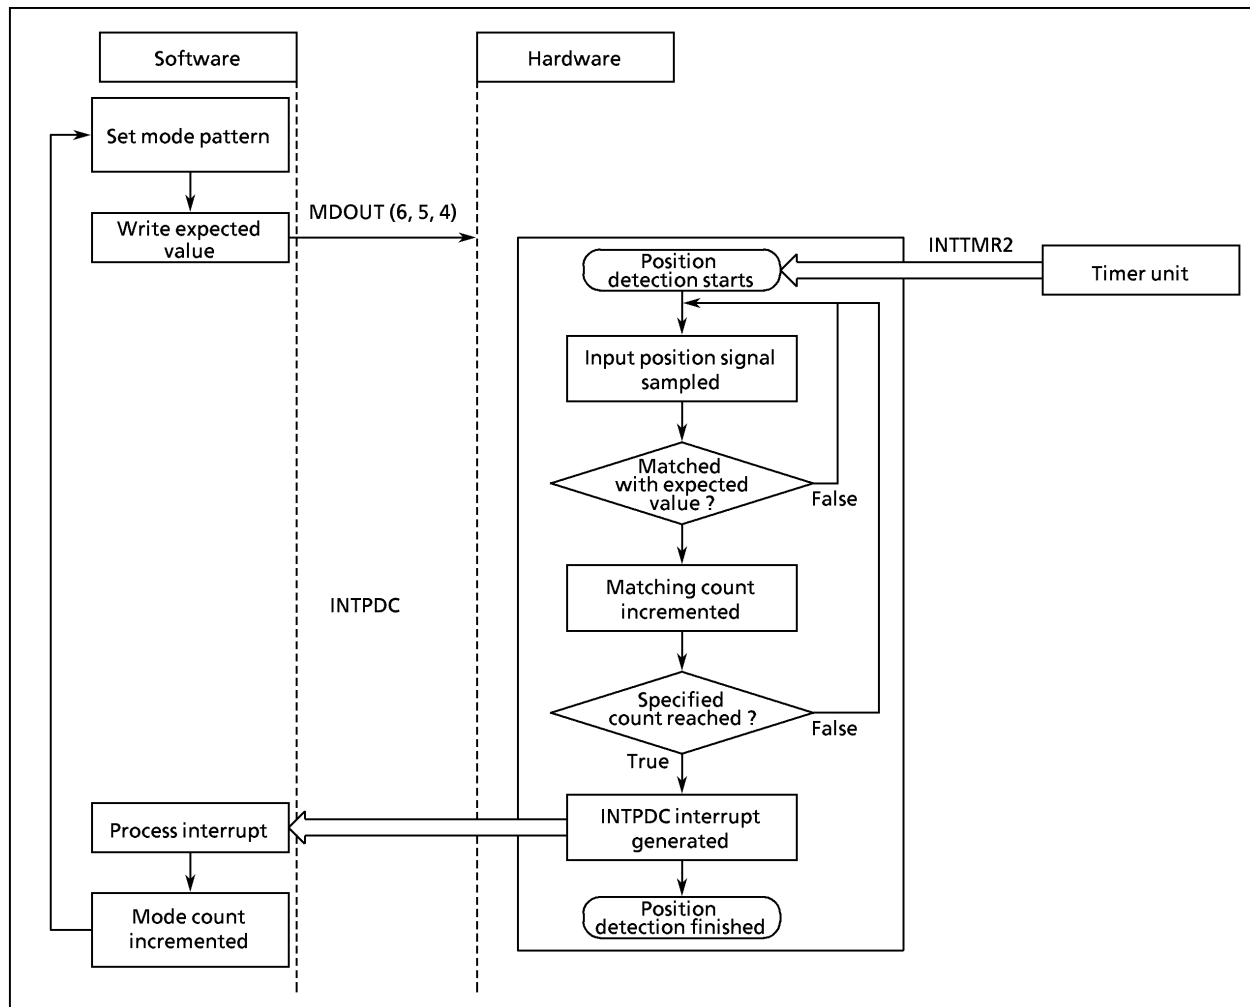 Software
Hardware
Set mode pattern
Write expected
value
MDOUT (6, 5, 4)
INTTMR2
Timer unit
Position
detection starts
Input position signal
sampled
Matched
with expected
value ?
False
Matching count
incremented
INTPDC
Specified
count reached ?
False
True
INTPDC interrupt
generated
Process interrupt
Mode count
incremented
Position
detection finished